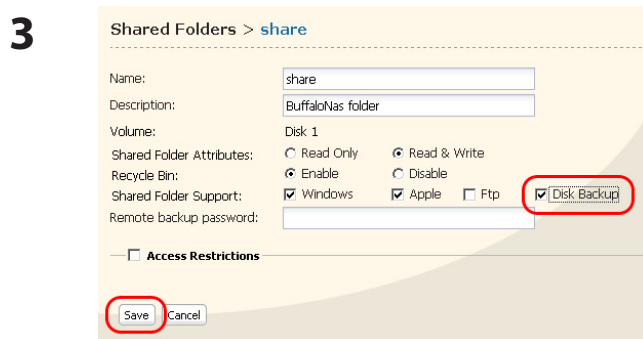 3
Shared Folders > share
Name: share
Description: BuffaloNas folder
Volume: Disk 1
Shared Folder Attributes: Read Only Read & Write
Recycle Bin: Enable Disable
Shared Folder Support: Windows Apple Ftp Disk Backup
Remote backup password:
Access Restrictions
Save Cancel